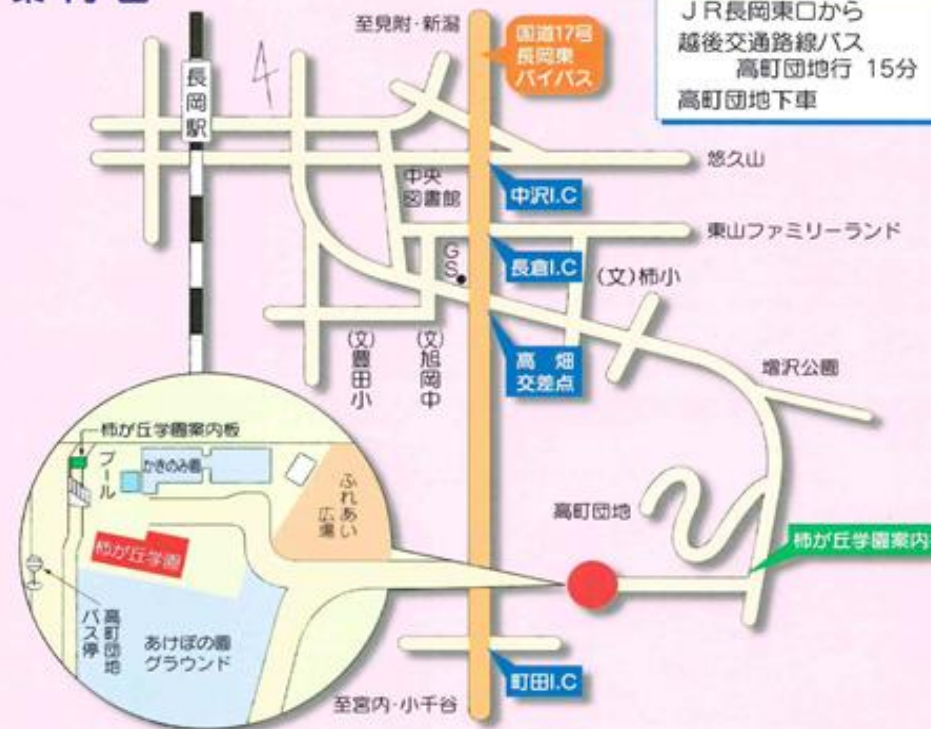 案内図
JR長岡東口から
越後交通路線バス
高町団地行 15分
高町団地下車
至見附・新潟
国道17号
長岡東
バイパス
長岡駅
悠久山
中央
図書館
中沢I.C
東山ファミリーランド
GS
長倉I.C
(文)柿小
(文)豊田小
(文)旭岡中
高畑
交差点
増沢公園
柿が丘学園案内板
プール
かきのみ園
ふれあい
広場
高町団地
柿が丘学園
柿が丘学園案内
高町団地
バス停
あけぼの園
グラウンド
町田I.C
至宮内・小千谷